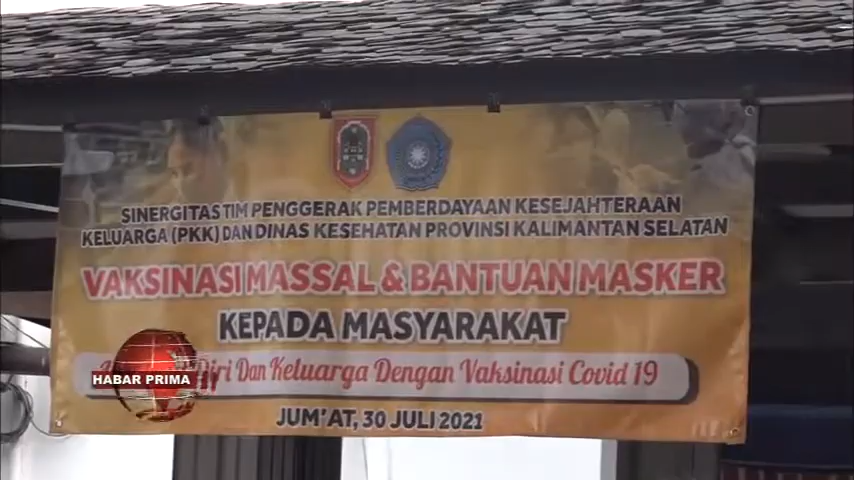 SINERGITAS TIM PENGGERAK PEMBERDAYAAN KESEJAHTERAAN
KELUARGA (PKK) DAN DINAS KESEHATAN PROVINSI KALIMANTAN SELATAN
VAKSINASI MASSAL & BANTUAN MASKER
KEPADA MASYARAKAT
Diri Dan Keluarga Dengan Vaksinasi Covid 19
HABAR PRIMA
JUM'AT, 30 JULI 2021